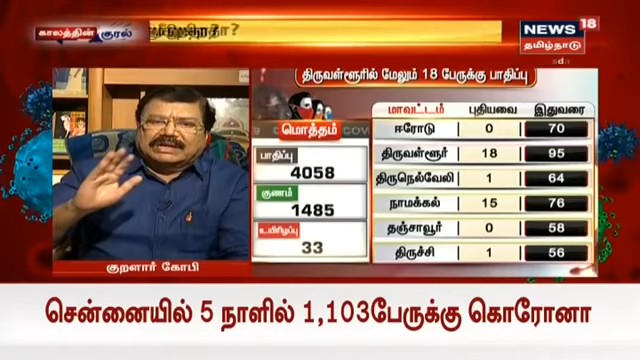 காலத்தின் குரல்
NEWS 18
தமிழ்நாடு
திருவள்ளூரில் மேலும் 18 பேருக்கு பாதிப்பு
மொத்தம்
பாதிப்பு
4058
குணம்
1485
உயிரிழப்பு
33
மாவட்டம் புதியவை இதுவரை
ஈரோடு 0 70
திருவள்ளூர் 18 95
திருநெல்வேலி 1 64
நாமக்கல் 15 76
தஞ்சாவூர் 0 58
திருச்சி 1 56
குறளார் கோபி
சென்னையில் 5 நாளில் 1,103பேருக்கு கொரோனா